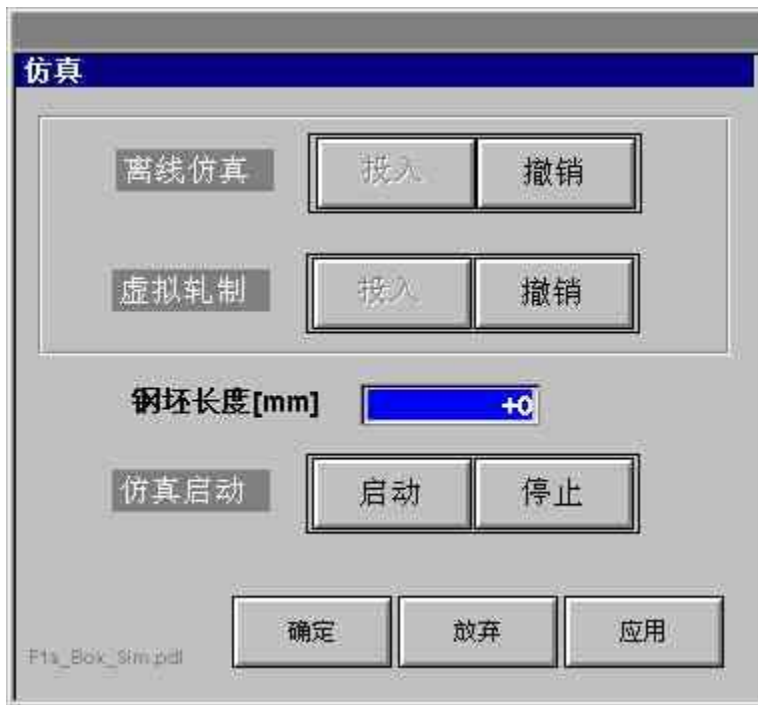 仿真
离线仿真 投入 撤销
虚拟轧制 投入 撤销
钢坯长度[mm] +0
仿真启动 启动 停止
确定 放弃 应用
F1s_Box_Sim.pdl